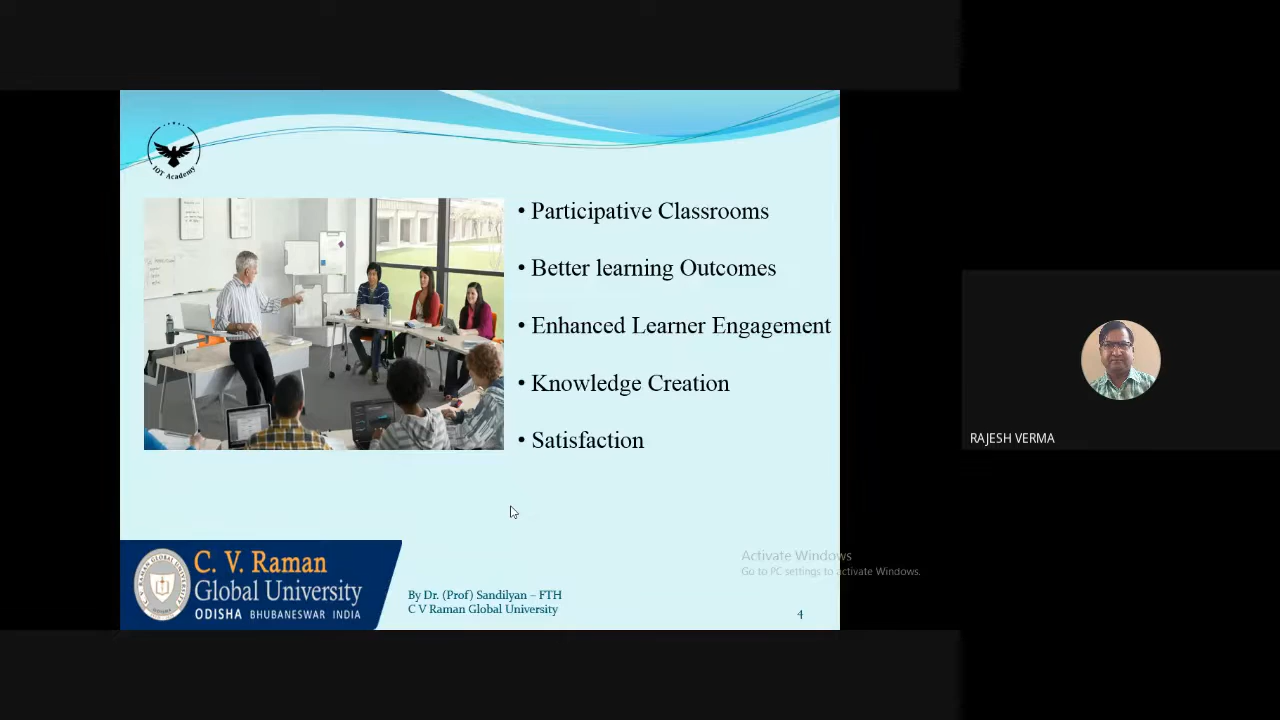 IOT Academy
• Participative Classrooms
• Better learning Outcomes
• Enhanced Learner Engagement
• Knowledge Creation
• Satisfaction
C. V. Raman
Global University
ODISHA BHUBANESWAR INDIA
By Dr. (Prof) Sandilyan – FTH
C V Raman Global University
4
Activate Windows
Go to PC settings to activate Windows.
RAJESH VERMA